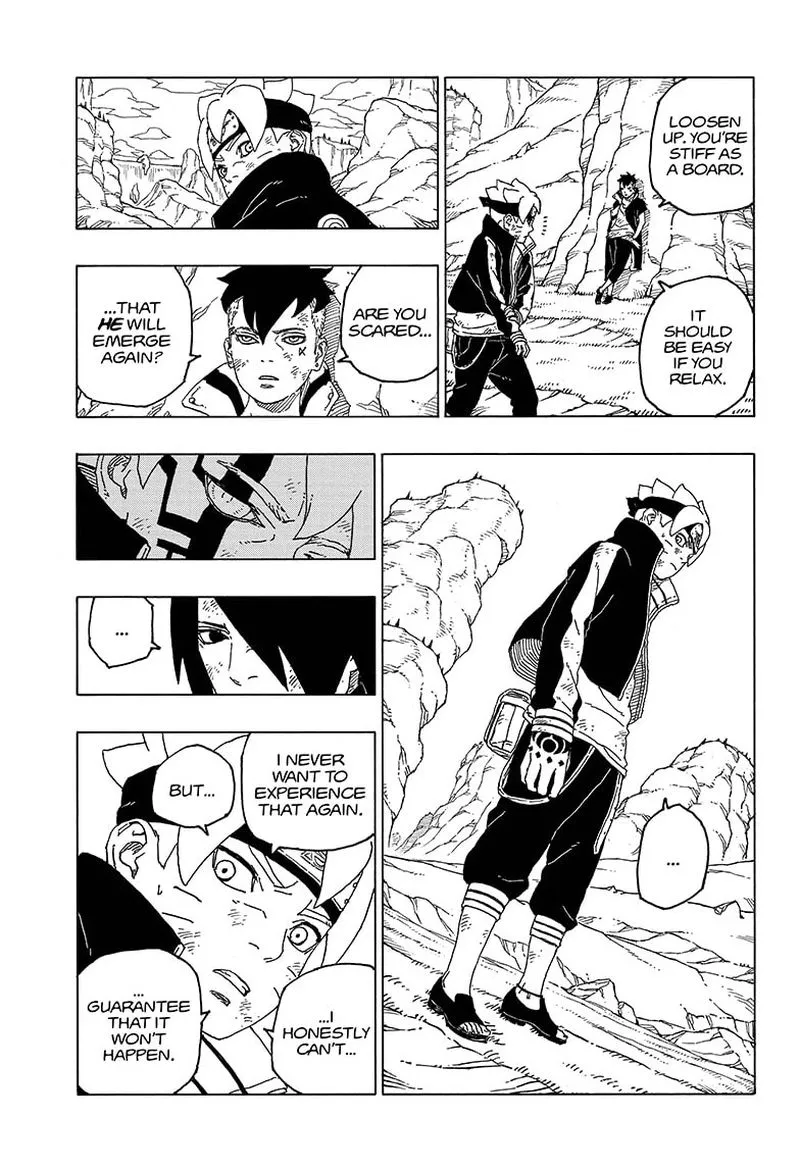 LOOSEN
UP. YOU'RE
STIFF AS
A BOARD.
IT
SHOULD
BE EASY
IF YOU
RELAX.
ARE YOU
SCARED...
...THAT
HE WILL
EMERGE
AGAIN?
...
...
I NEVER
WANT TO
EXPERIENCE
THAT AGAIN.
BUT...
...I
HONESTLY
CAN'T...
...
GUARANTEE
THAT IT
WON'T
HAPPEN.